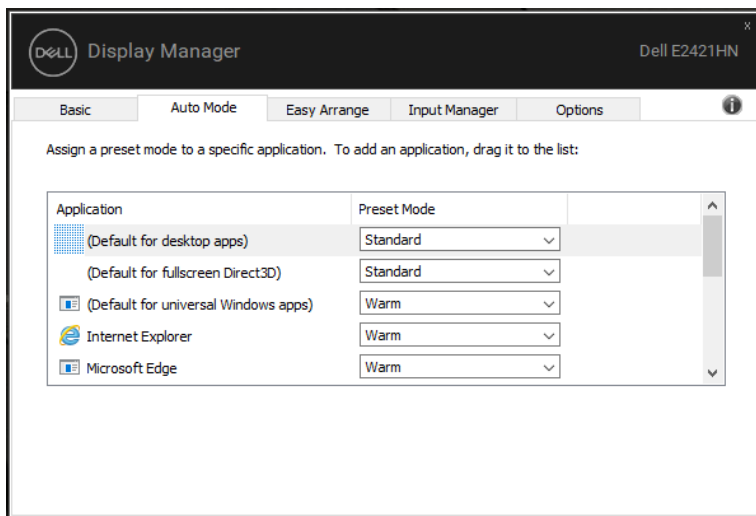 x
DELL Display Manager Dell E2421HN
Basic Auto Mode Easy Arrange Input Manager Options
Assign a preset mode to a specific application. To add an application, drag it to the list:
Application Preset Mode
(Default for desktop apps) Standard
(Default for fullscreen Direct3D) Standard
(Default for universal Windows apps) Warm
Internet Explorer Warm
Microsoft Edge Warm